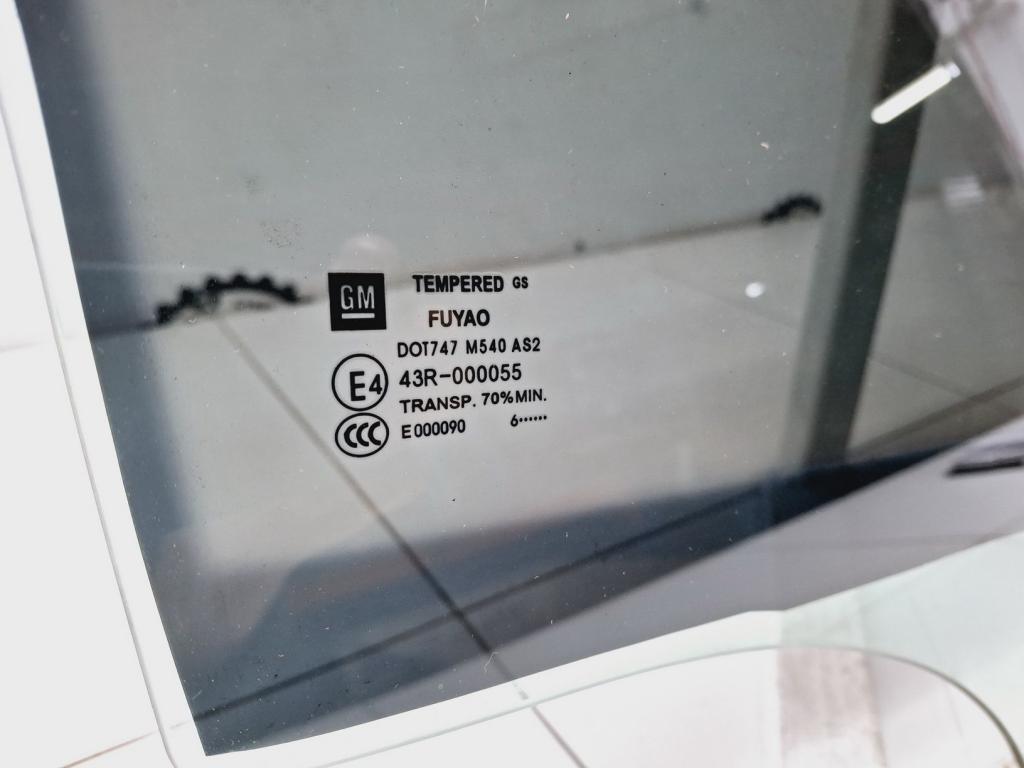 GM
TEMPERED GS
FUYAO
DOT747 M540 AS2
E4
43R-000055
TRANSP. 70% MIN.
CCC
E000090 6••••••